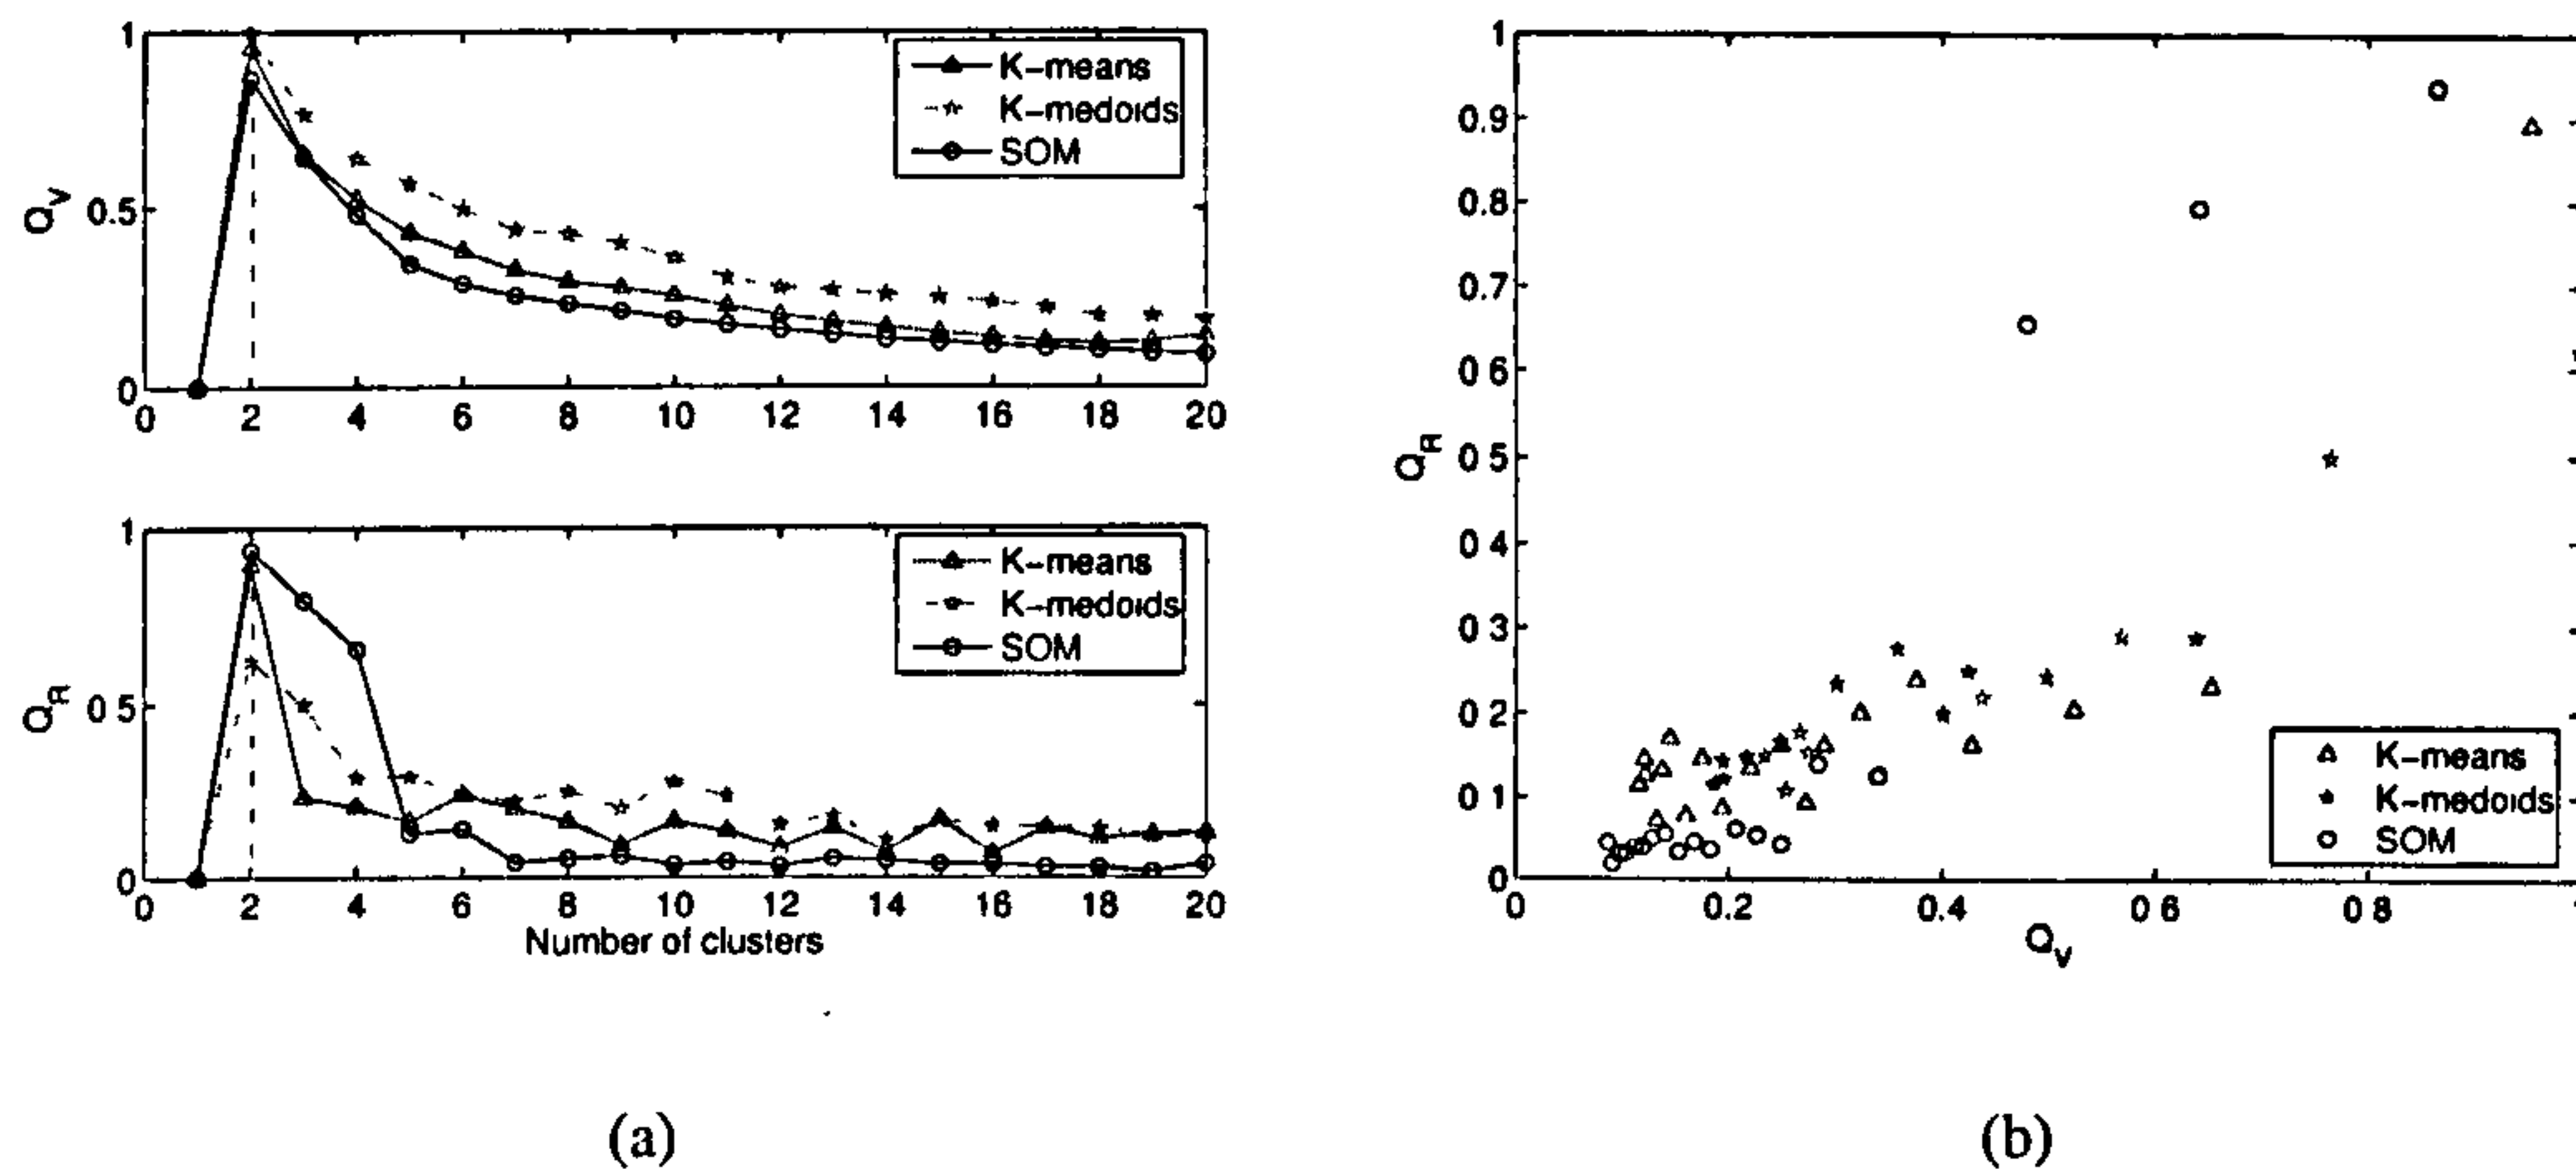 1
0.5
0
Q_V
K-means
K-medoids
SOM
0 2 4 6 8 10 12 14 16 18 20
1
0 5
0
Q_R
K-means
K-medoids
SOM
0 2 4 6 8 10 12 14 16 18 20
Number of clusters
(a)
1
0.9
0.8
0.7
0 6
0 5
0 4
0 3
0 2
0 1
0
Q_R
K-means
K-medoids
SOM
0 0.2 0.4 0 6 0 8
Q_V
(b)